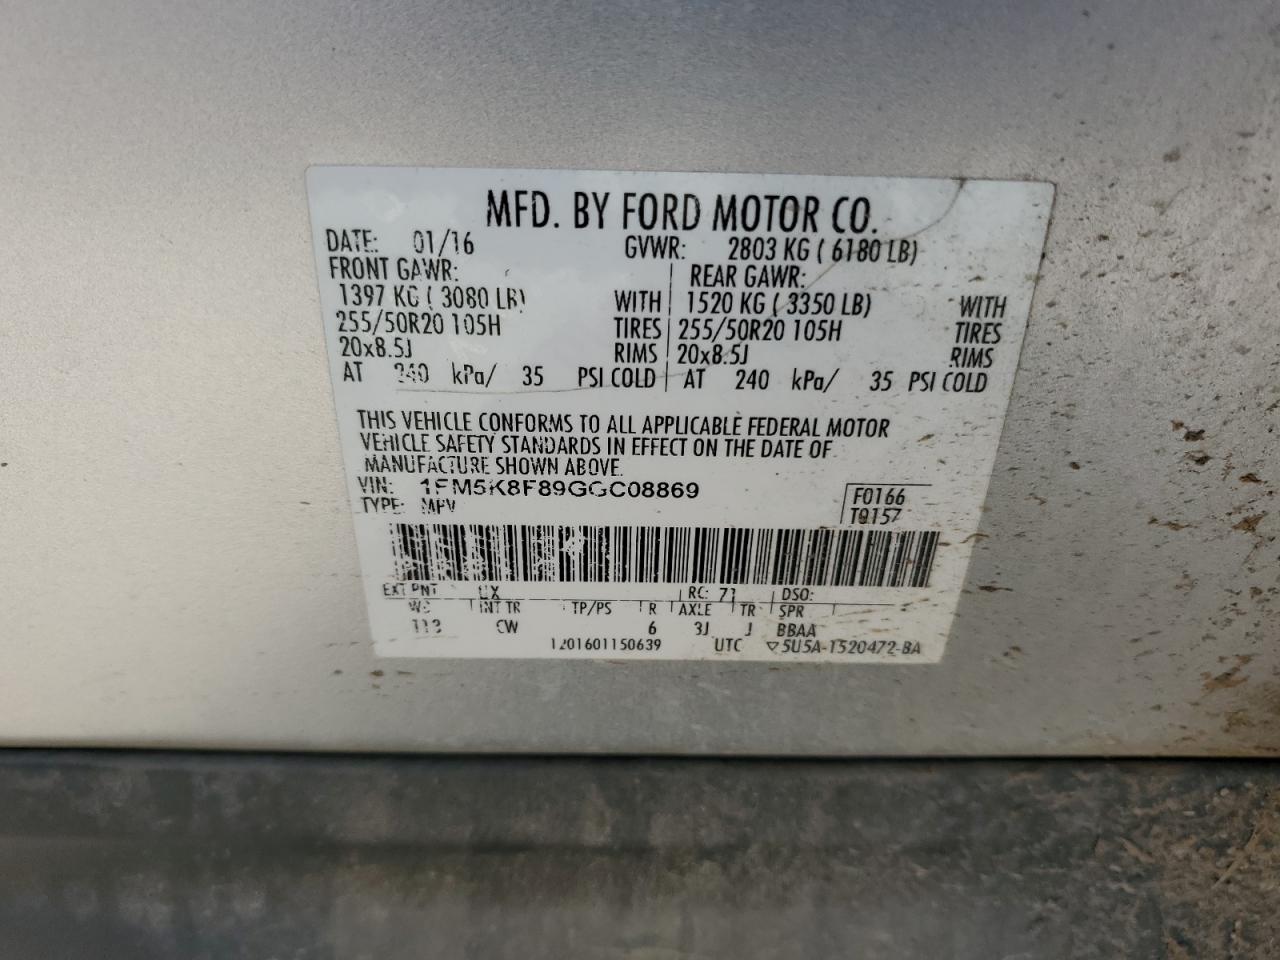 MFD. BY FORD MOTOR CO.
DATE: 01/16 GVWR: 2803 KG ( 6180 LB)
FRONT GAWR: REAR GAWR:
1397 KG ( 3080 LB) WITH 1520 KG ( 3350 LB) WITH
255/50R20 105H TIRES 255/50R20 105H TIRES
20x8.5J RIMS 20x8.5J RIMS
AT 240 kPa/ 35 PSI COLD AT 240 kPa/ 35 PSI COLD
THIS VEHICLE CONFORMS TO ALL APPLICABLE FEDERAL MOTOR
VEHICLE SAFETY STANDARDS IN EFFECT ON THE DATE OF
MANUFACTURE SHOWN ABOVE.
VIN: 1FM5K8F89GGC08869
TYPE: MPV
F0166
T0157
EXT PNT UX RC: 71 DSO:
WB INT TR TP/PS R AXLE TR SPR
113 CW 6 3J J BBAA
1201601150639 UTC ▽5U5A-1520472-BA